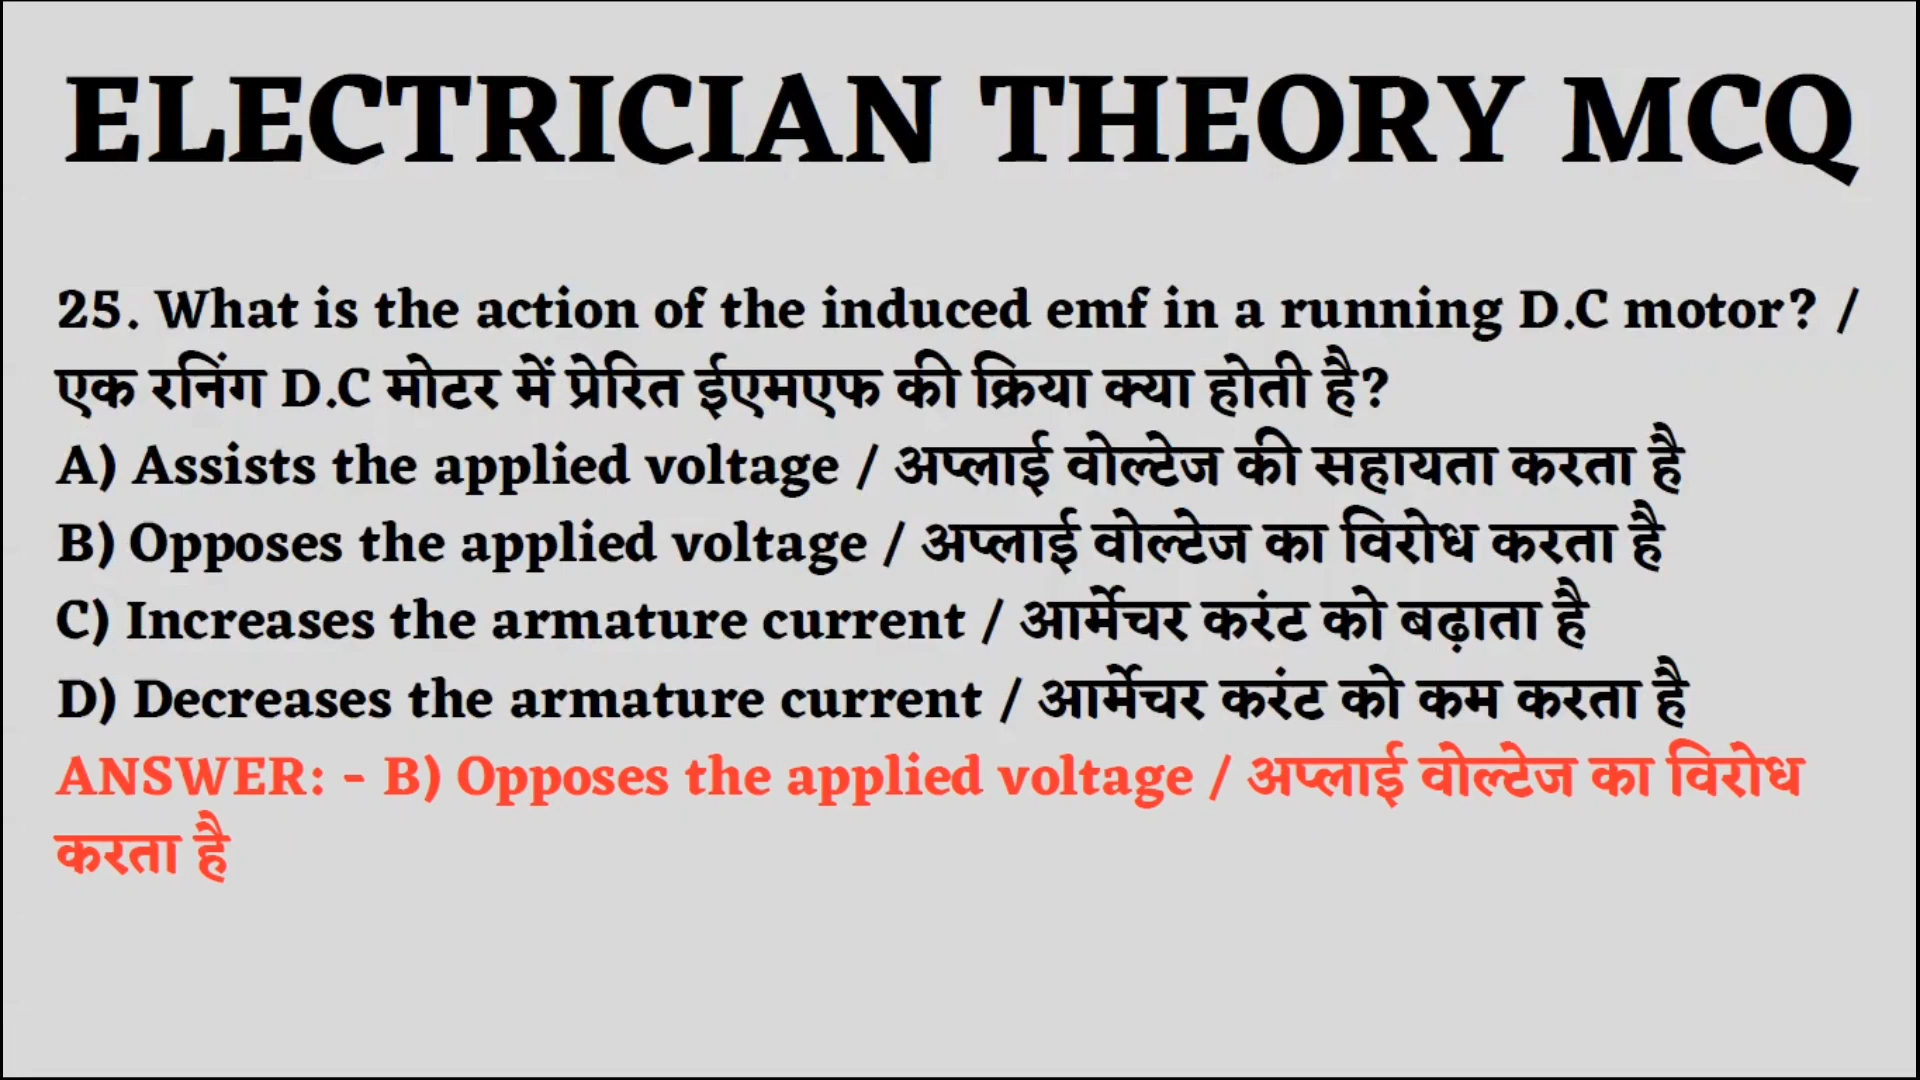 ELECTRICIAN THEORY MCQ
25. What is the action of the induced emf in a running D.C motor? /
एक रनिंग D.C मोटर में प्रेरित ईएमएफ की क्रिया क्या होती है?
A) Assists the applied voltage / अप्लाई वोल्टेज की सहायता करता है
B) Opposes the applied voltage / अप्लाई वोल्टेज का विरोध करता है
C) Increases the armature current / आर्मेचर करंट को बढ़ाता है
D) Decreases the armature current / आर्मेचर करंट को कम करता है
ANSWER: - B) Opposes the applied voltage / अप्लाई वोल्टेज का विरोध
करता है